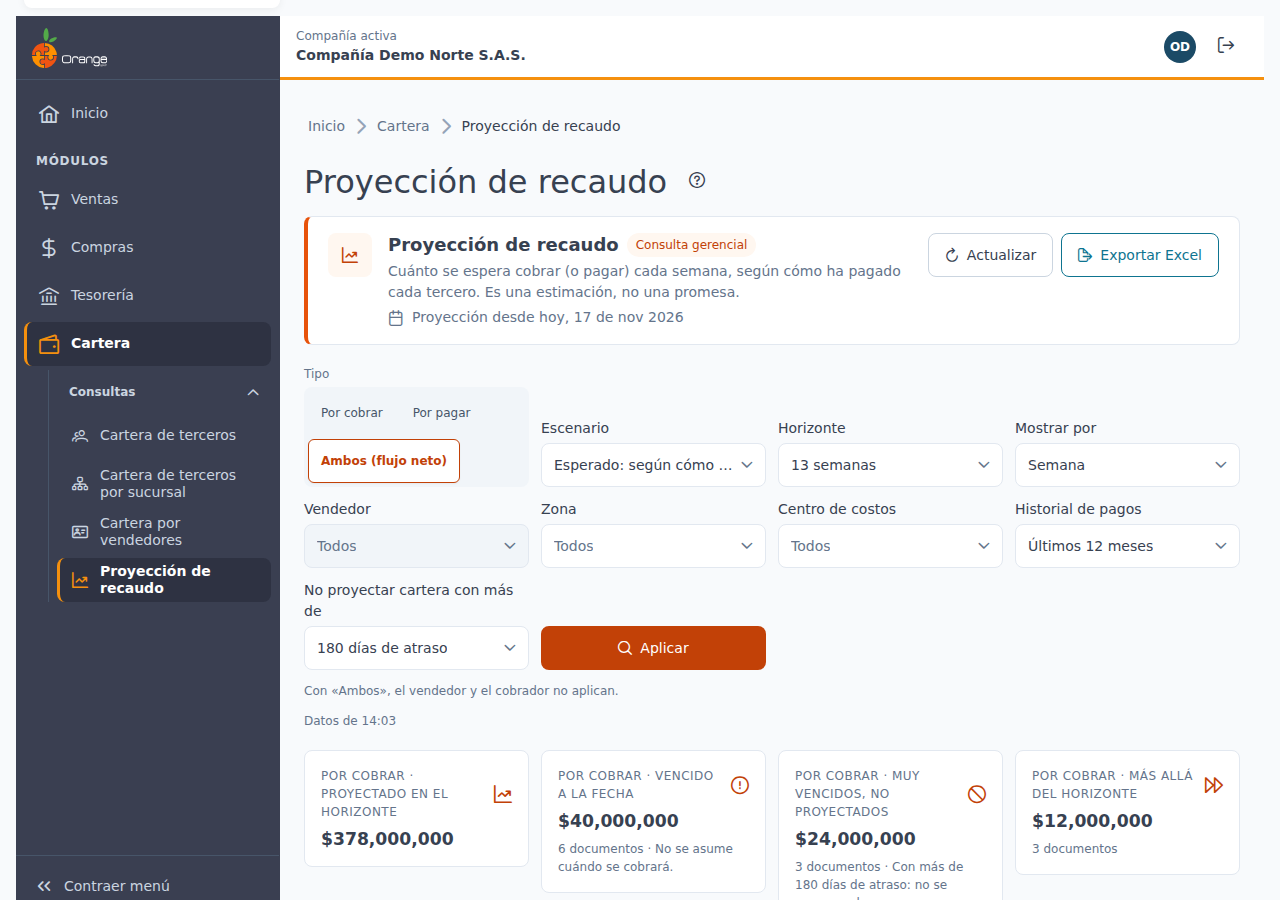 Orange
Compañía activa
Compañía Demo Norte S.A.S.
OD
Inicio
MÓDULOS
Ventas
Compras
Tesorería
Cartera
Consultas
Cartera de terceros
Cartera de terceros
por sucursal
Cartera por
vendedores
Proyección de
recaudo
Contraer menú
Inicio
Cartera
Proyección de recaudo
Proyección de recaudo
Proyección de recaudo
Consulta gerencial
Cuánto se espera cobrar (o pagar) cada semana, según cómo ha pagado
cada tercero. Es una estimación, no una promesa.
Proyección desde hoy, 17 de nov 2026
Actualizar
Exportar Excel
Tipo
Por cobrar
Por pagar
Ambos (flujo neto)
Escenario
Esperado: según cómo ...
Horizonte
13 semanas
Mostrar por
Semana
Vendedor
Todos
Zona
Todos
Centro de costos
Todos
Historial de pagos
Últimos 12 meses
No proyectar cartera con más
de
180 días de atraso
Aplicar
Con «Ambos», el vendedor y el cobrador no aplican.
Datos de 14:03
POR COBRAR ·
PROYECTADO EN EL
HORIZONTE
$378,000,000
POR COBRAR · VENCIDO
A LA FECHA
$40,000,000
6 documentos · No se asume
cuándo se cobrará.
POR COBRAR · MUY
VENCIDOS, NO
PROYECTADOS
$24,000,000
3 documentos · Con más de
180 días de atraso: no se
POR COBRAR · MÁS ALLÁ
DEL HORIZONTE
$12,000,000
3 documentos